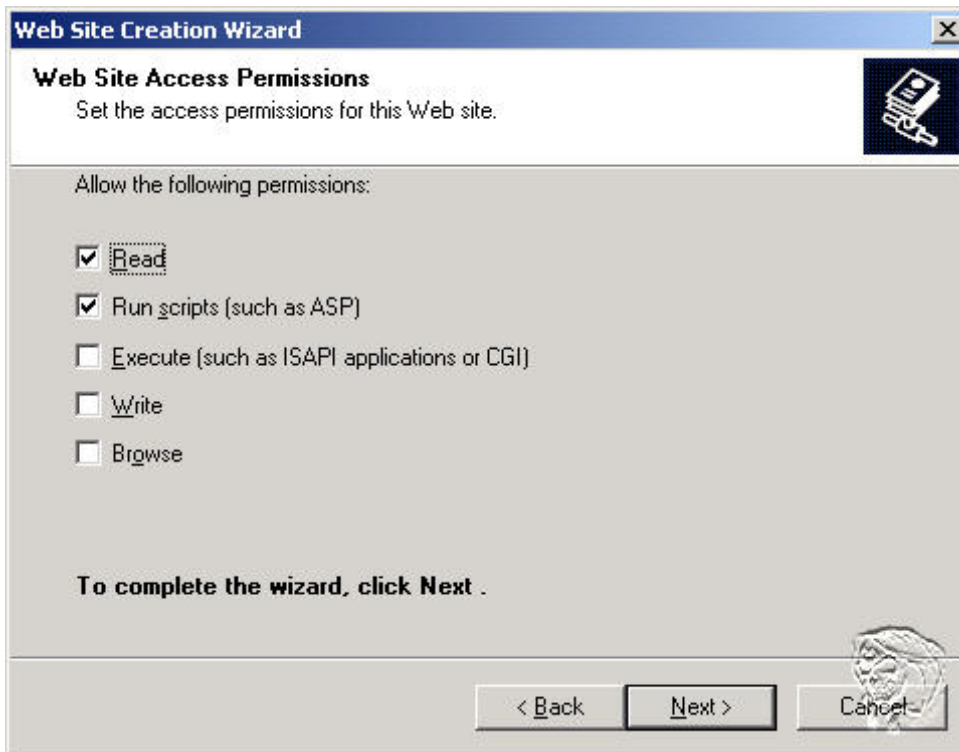 Web Site Creation Wizard
Web Site Access Permissions
Set the access permissions for this Web site.
Allow the following permissions:
Read
Run scripts (such as ASP)
Execute (such as ISAPI applications or CGI)
Write
Browse
To complete the wizard, click Next .
< Back Next > Cancel